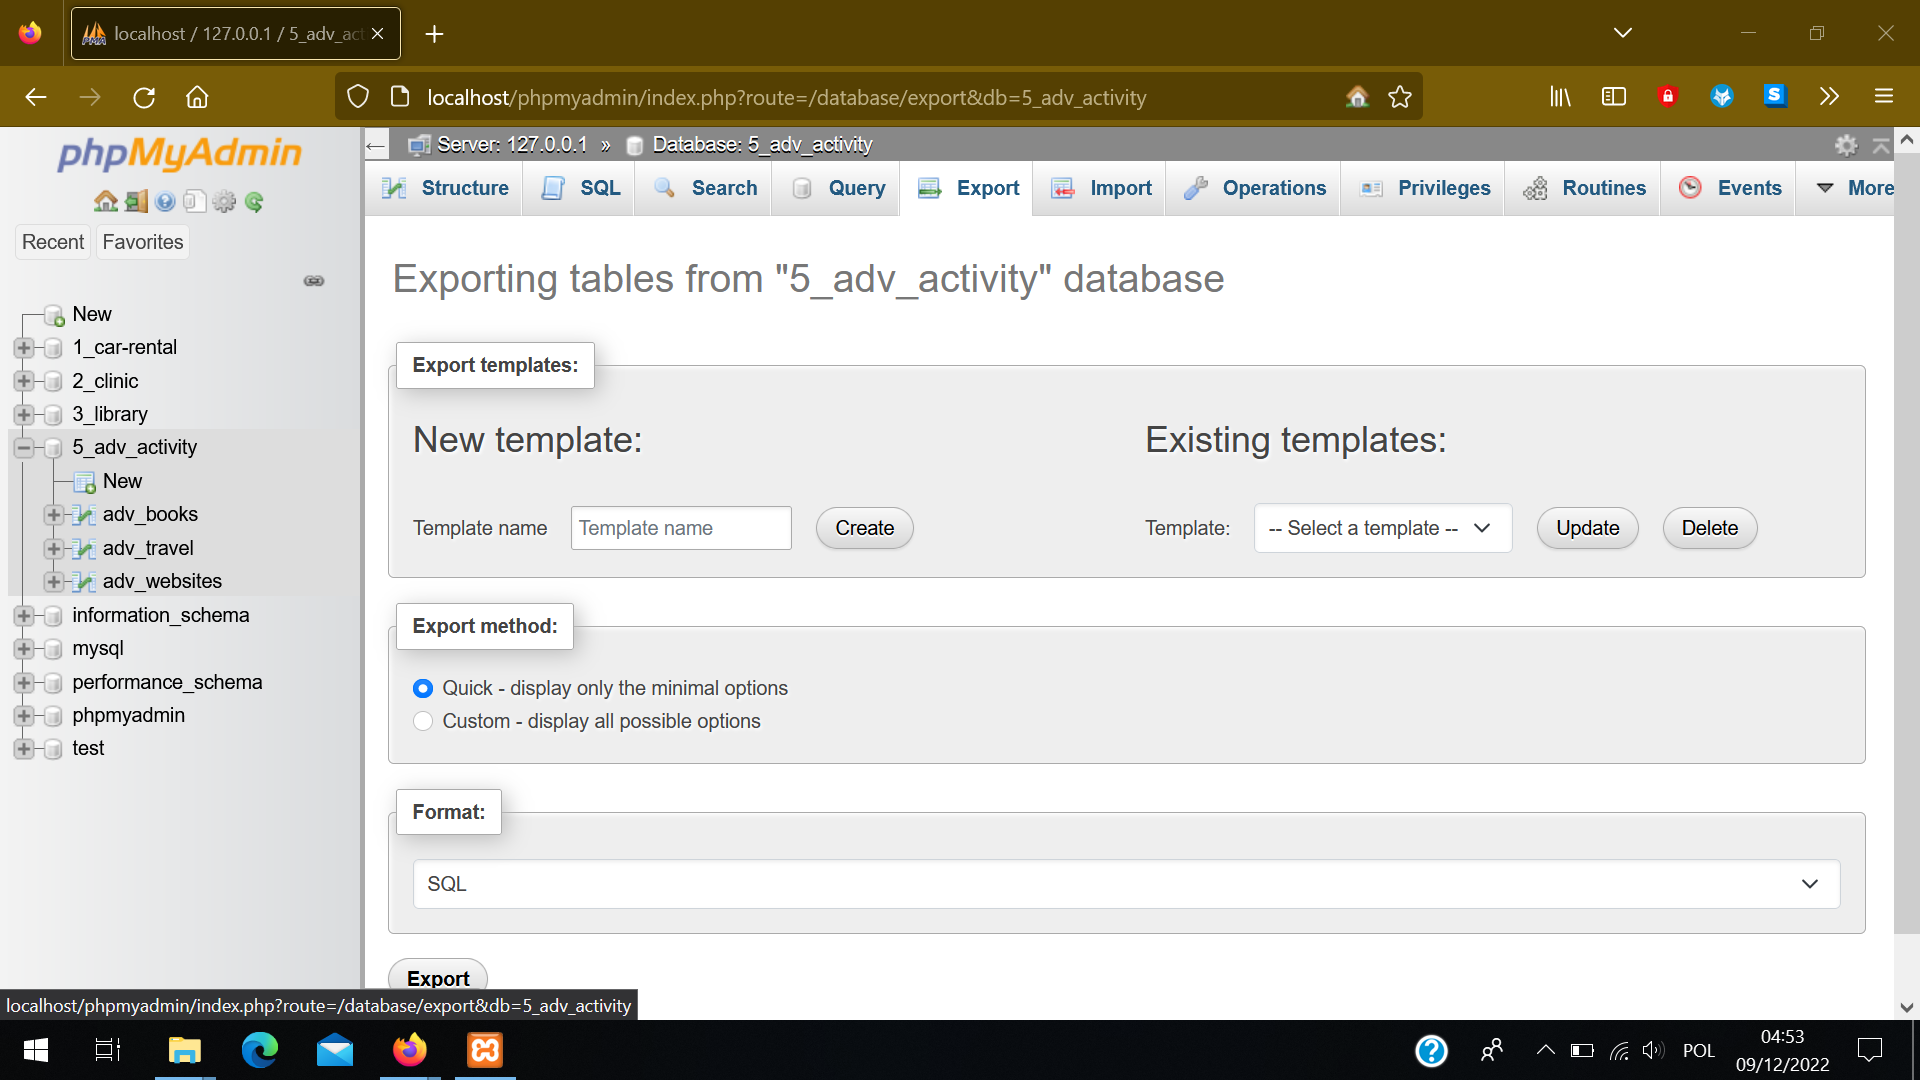 localhost / 127.0.0.1 / 5_adv_act
localhost/phpmyadmin/index.php?route=/database/export&db=5_adv_activity
phpMyAdmin
Recent
Favorites
New
1_car-rental
2_clinic
3_library
5_adv_activity
New
adv_books
adv_travel
adv_websites
information_schema
mysql
performance_schema
phpmyadmin
test
Server: 127.0.0.1 » Database: 5_adv_activity
Structure SQL Search Query Export Import Operations Privileges Routines Events More
Exporting tables from "5_adv_activity" database
Export templates:
New template:
Template name Template name Create
Existing templates:
Template: -- Select a template -- Update Delete
Export method:
Quick - display only the minimal options
Custom - display all possible options
Format:
SQL
Export
localhost/phpmyadmin/index.php?route=/database/export&db=5_adv_activity
POL
04:53
09/12/2022